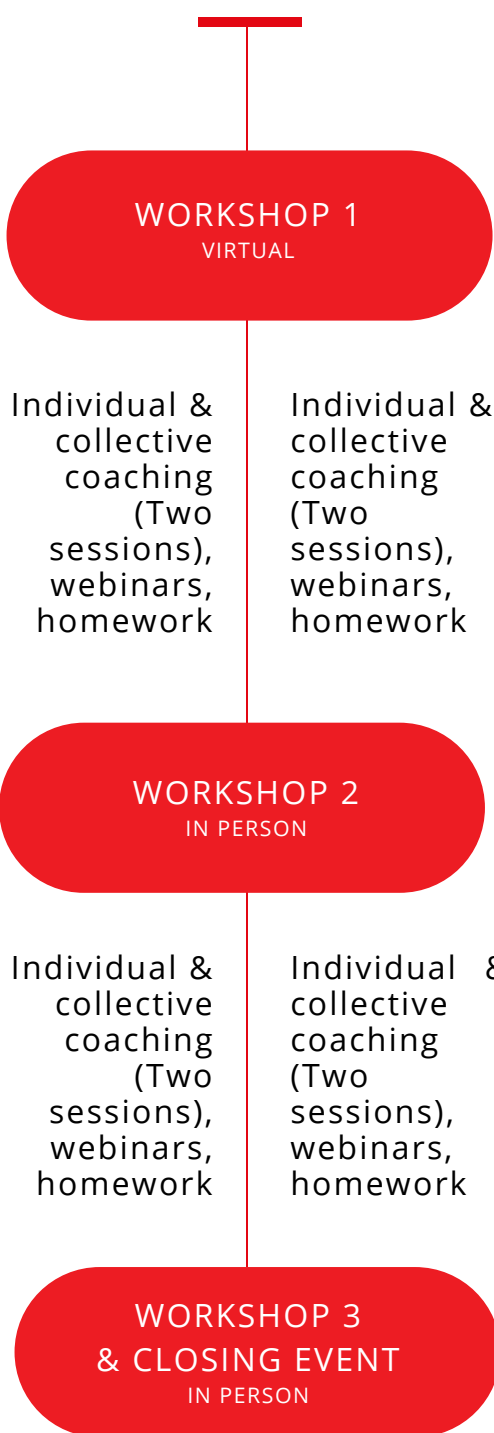 WORKSHOP 1
VIRTUAL
Individual &
collective
coaching
(Two
sessions),
webinars,
homework
Individual &
collective
coaching
(Two
sessions),
webinars,
homework
WORKSHOP 2
IN PERSON
Individual &
collective
coaching
(Two
sessions),
webinars,
homework
Individual &
collective
coaching
(Two
sessions),
webinars,
homework
WORKSHOP 3
& CLOSING EVENT
IN PERSON